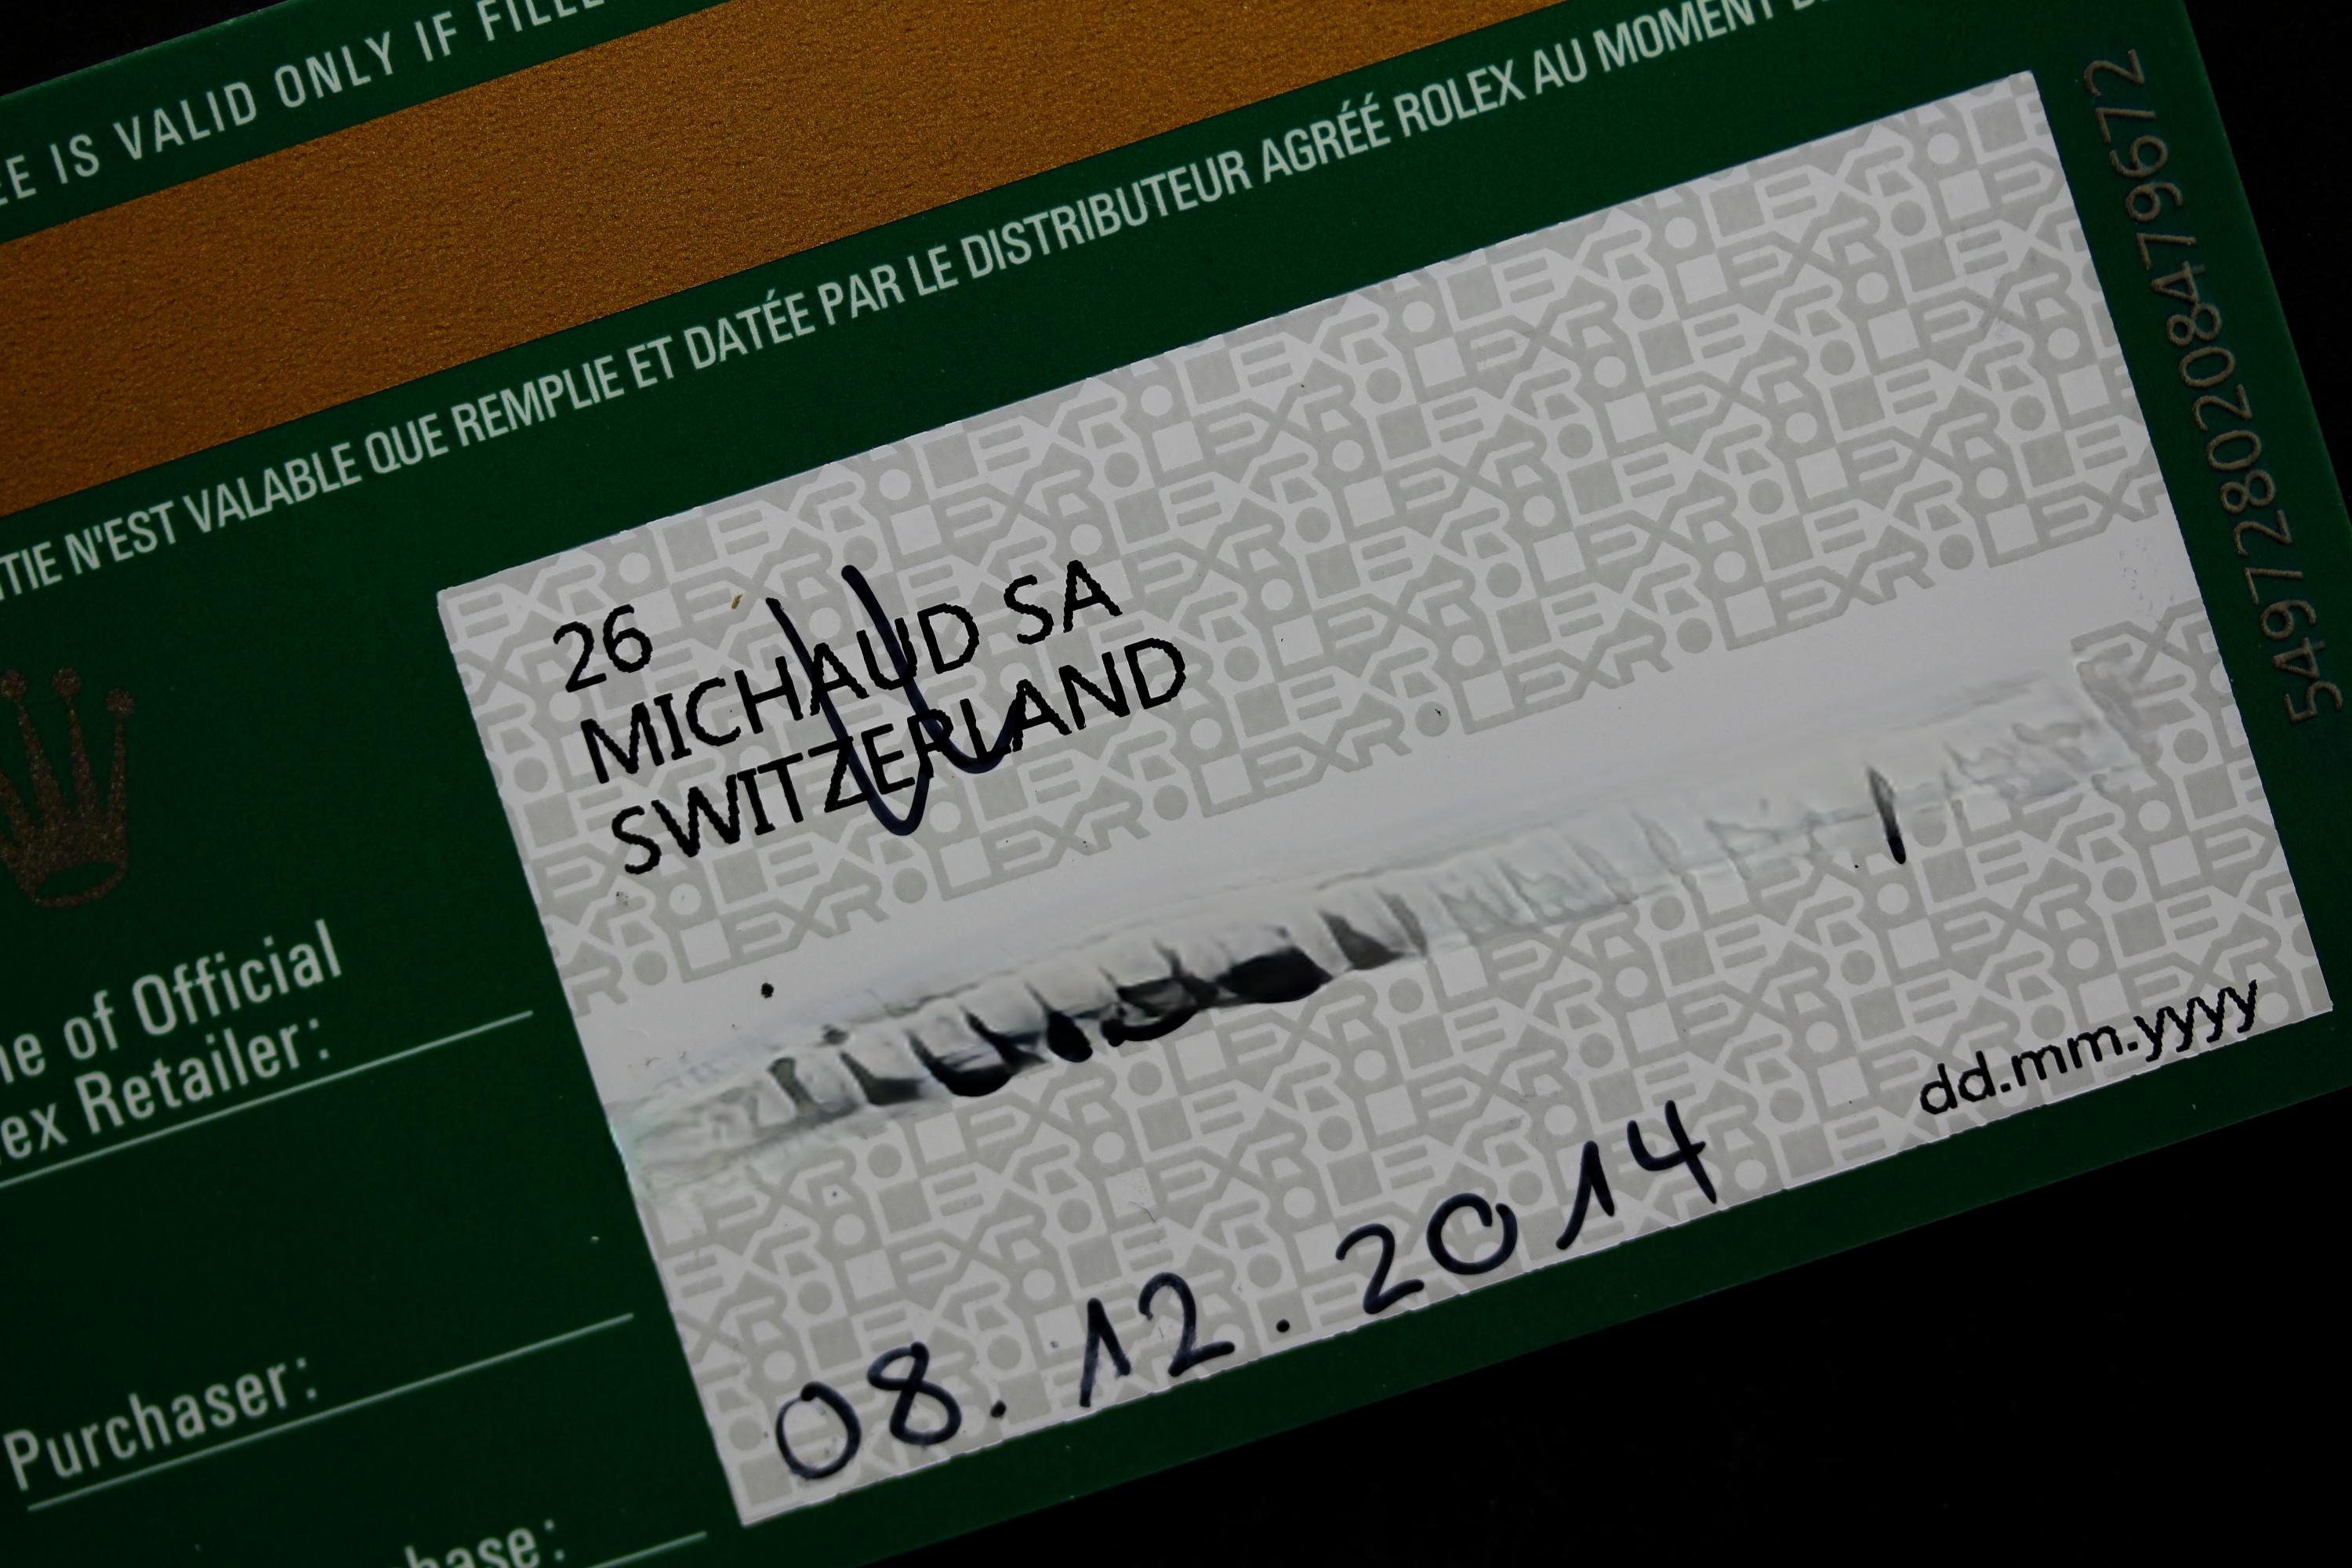 EE IS VALID ONLY IF FILLE
TIE N'EST VALABLE QUE REMPLIE ET DATÉE PAR LE DISTRIBUTEUR AGRÉÉ ROLEX AU MOMENT D
26
MICHAUD SA
SWITZERLAND
ne of Official
ex Retailer:
Purchaser:
hase:
08.12.2014
dd.mm.yyyy
5497280208479672